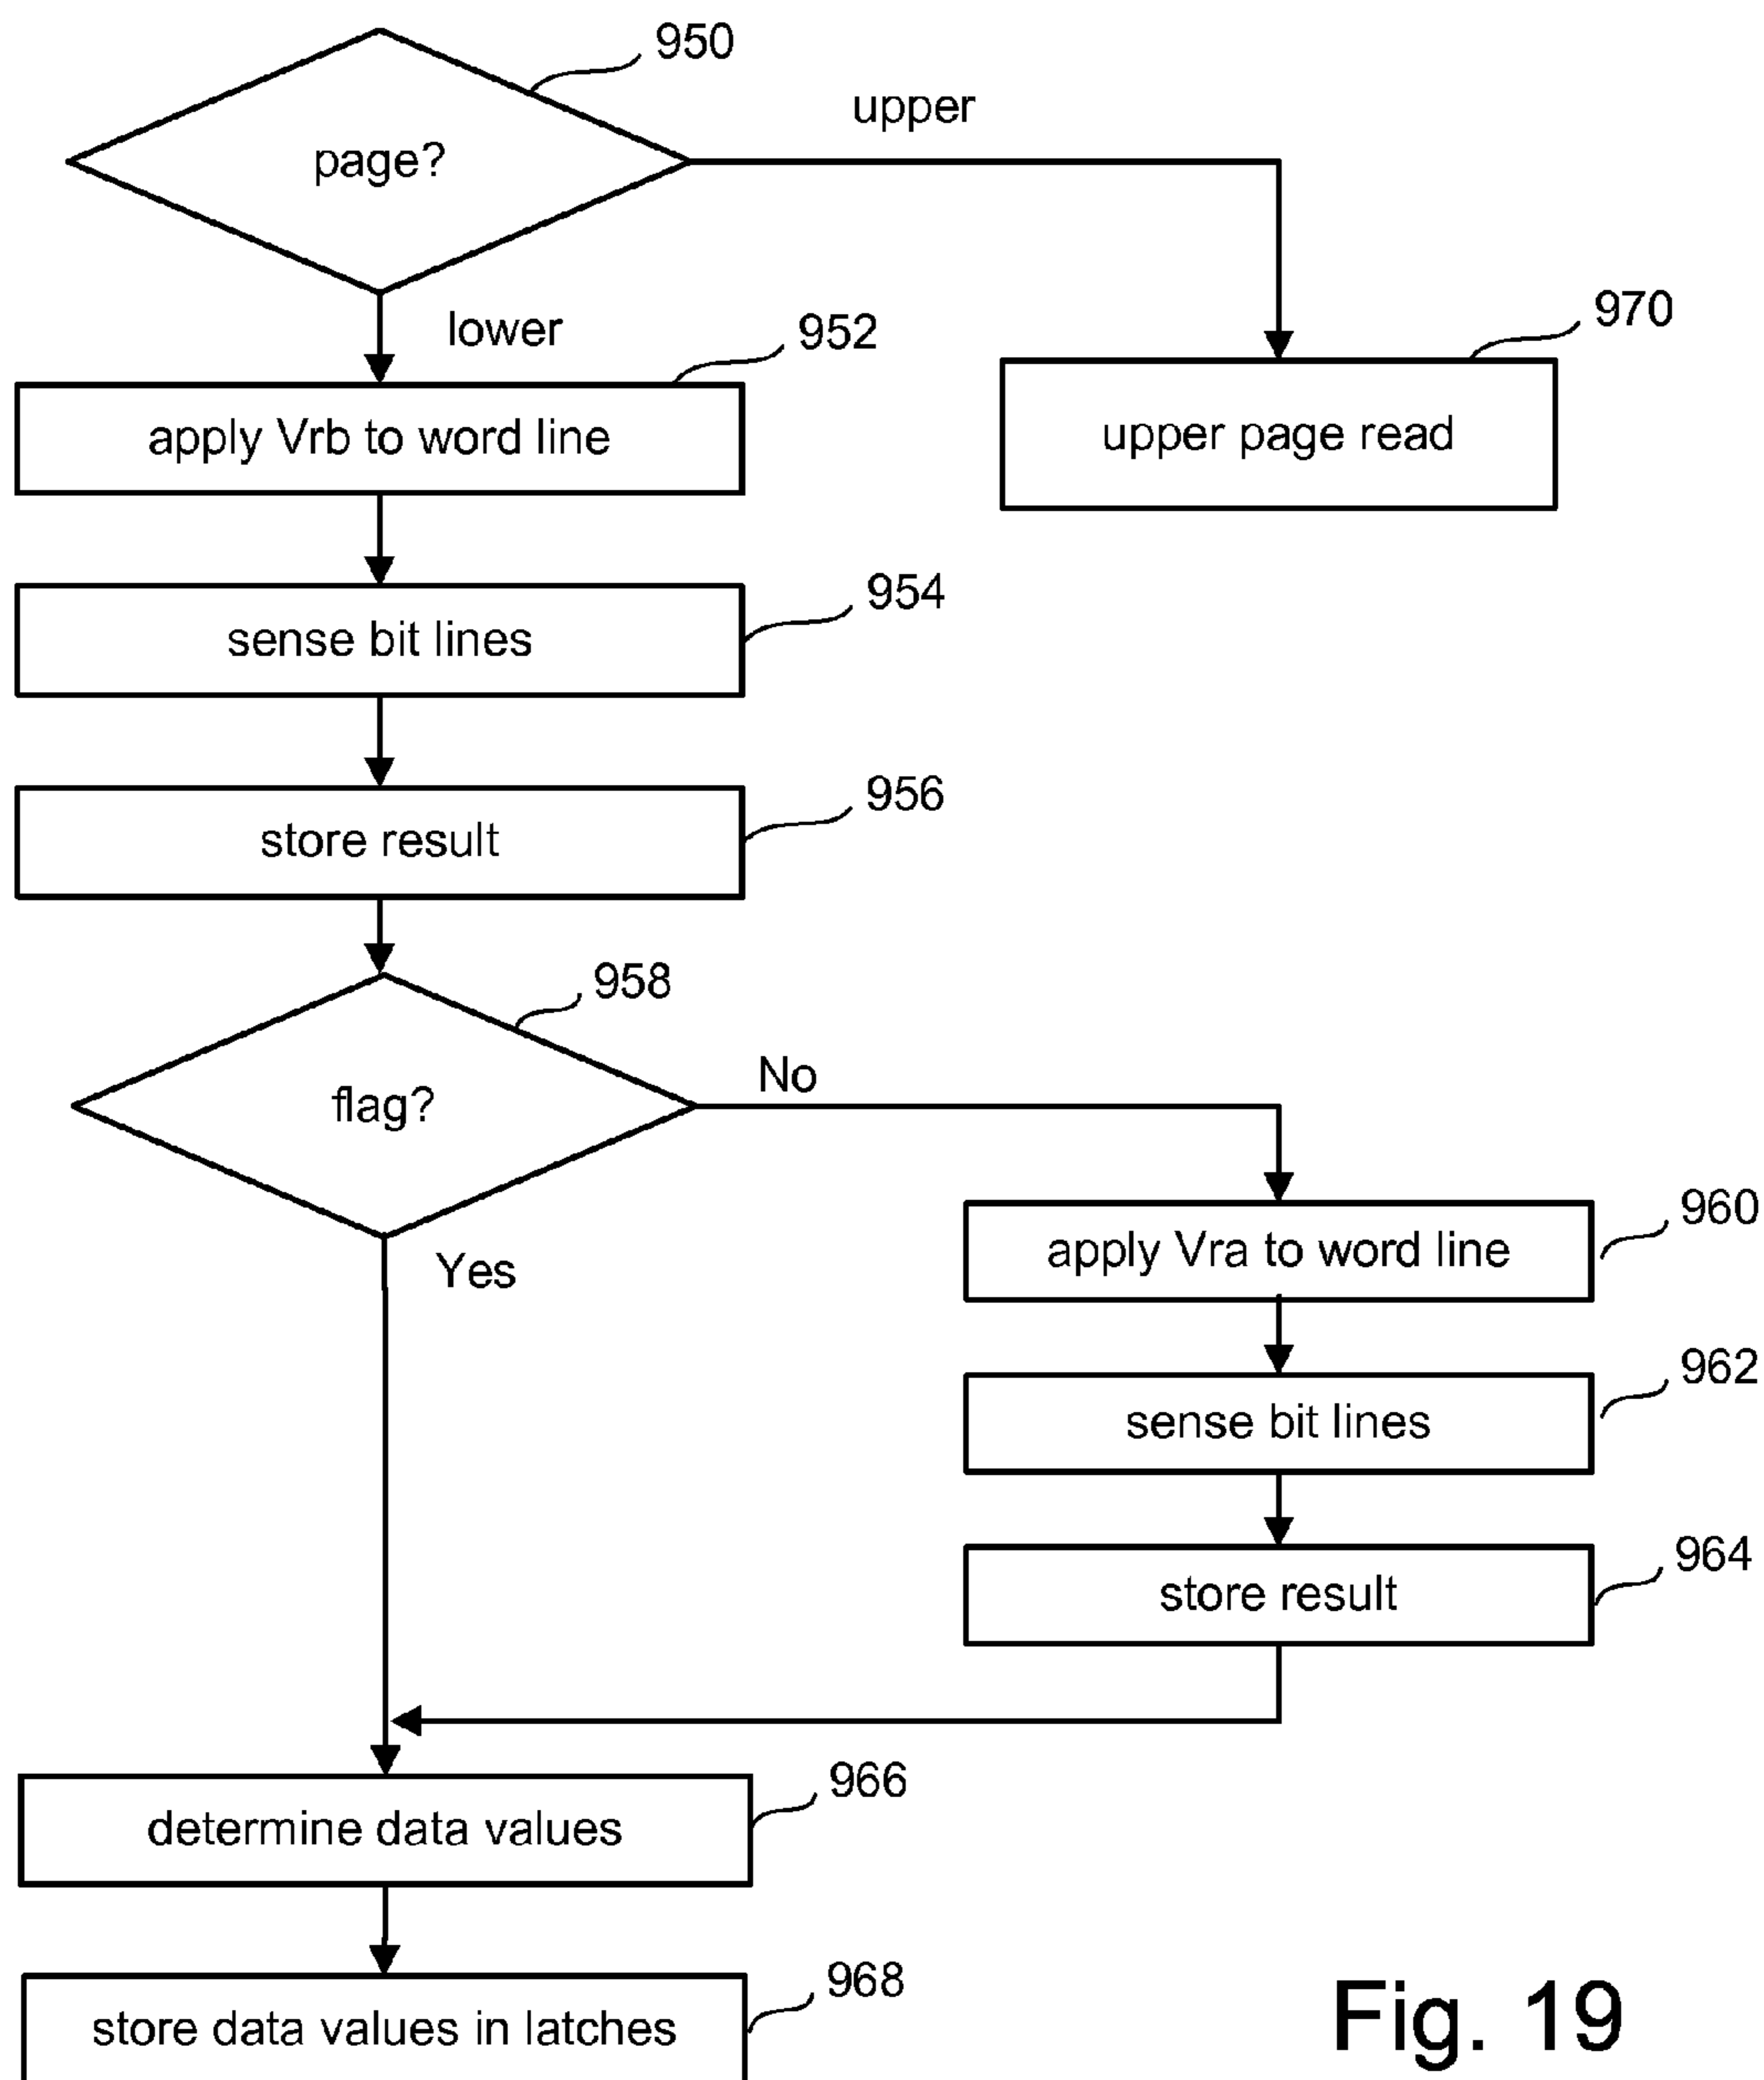 950
upper
page?
970
lower
952
apply Vrb to word line
upper page read
954
sense bit lines
956
store result
958
No
flag?
960
apply Vra to word line
Yes
962
sense bit lines
964
store result
966
determine data values
968
store data values in latches
Fig. 19